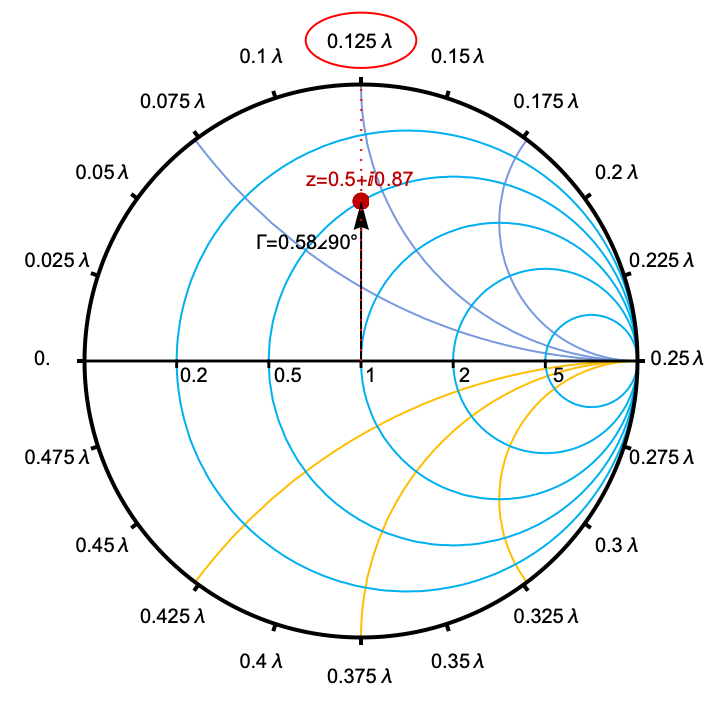 0.125 λ
0.1 λ
0.15 λ
0.075 λ
0.175 λ
0.05 λ
z=0.5+ⅈ0.87
0.2 λ
Γ=0.58∠90°
0.025 λ
0.225 λ
0.
0.25 λ
0.2
0.5
1
2
5
0.475 λ
0.275 λ
0.45 λ
0.3 λ
0.425 λ
0.325 λ
0.4 λ
0.35 λ
0.375 λ